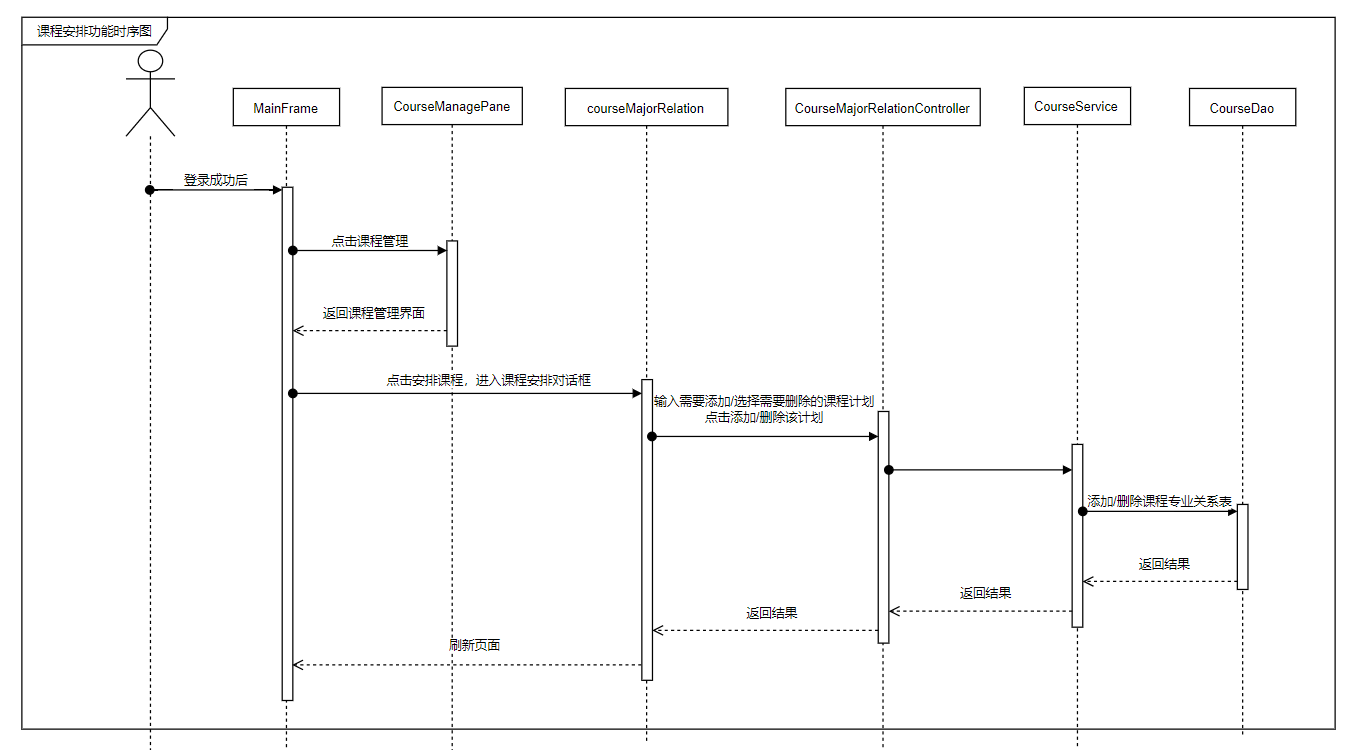 课程安排功能时序图
MainFrame
CourseManagePane
courseMajorRelation
CourseMajorRelationController
CourseService
CourseDao
登录成功后
点击课程管理
返回课程管理界面
点击安排课程，进入课程安排对话框
输入需要添加/选择需要删除的课程计划
点击添加/删除该计划
添加/删除课程专业关系表
返回结果
返回结果
返回结果
刷新页面